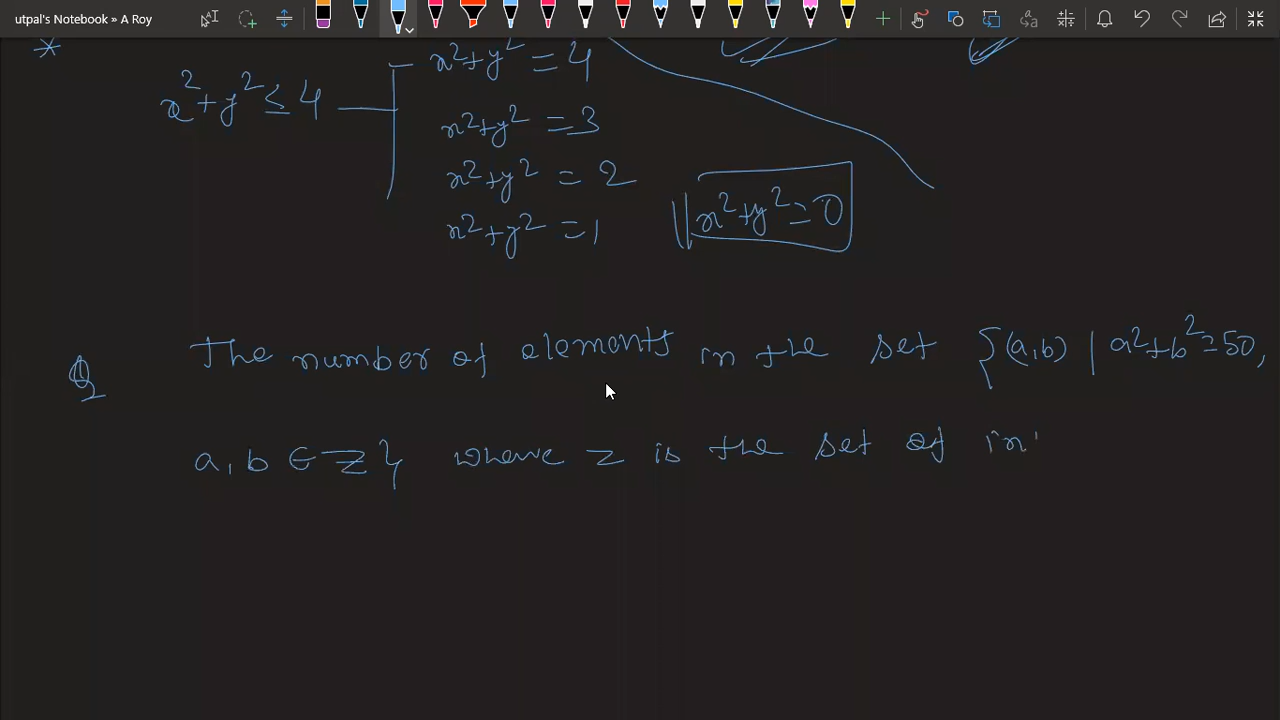 utpal's Notebook » A Roy
*
x²+y² = 4
x²+y² ≤ 4
x²+y² = 3
x²+y² = 2
x²+y² = 1
x²+y² = 0
Q The number of elements in the set {(a,b) | a²+b² = 50,
a, b ∈ Z} where z is the set of in